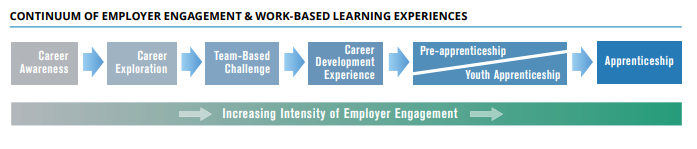 CONTINUUM OF EMPLOYER ENGAGEMENT & WORK-BASED LEARNING EXPERIENCES
Career
Awareness
Career
Exploration
Team-Based
Challenge
Career
Development
Experience
Pre-apprenticeship
Youth Apprenticeship
Apprenticeship
Increasing Intensity of Employer Engagement